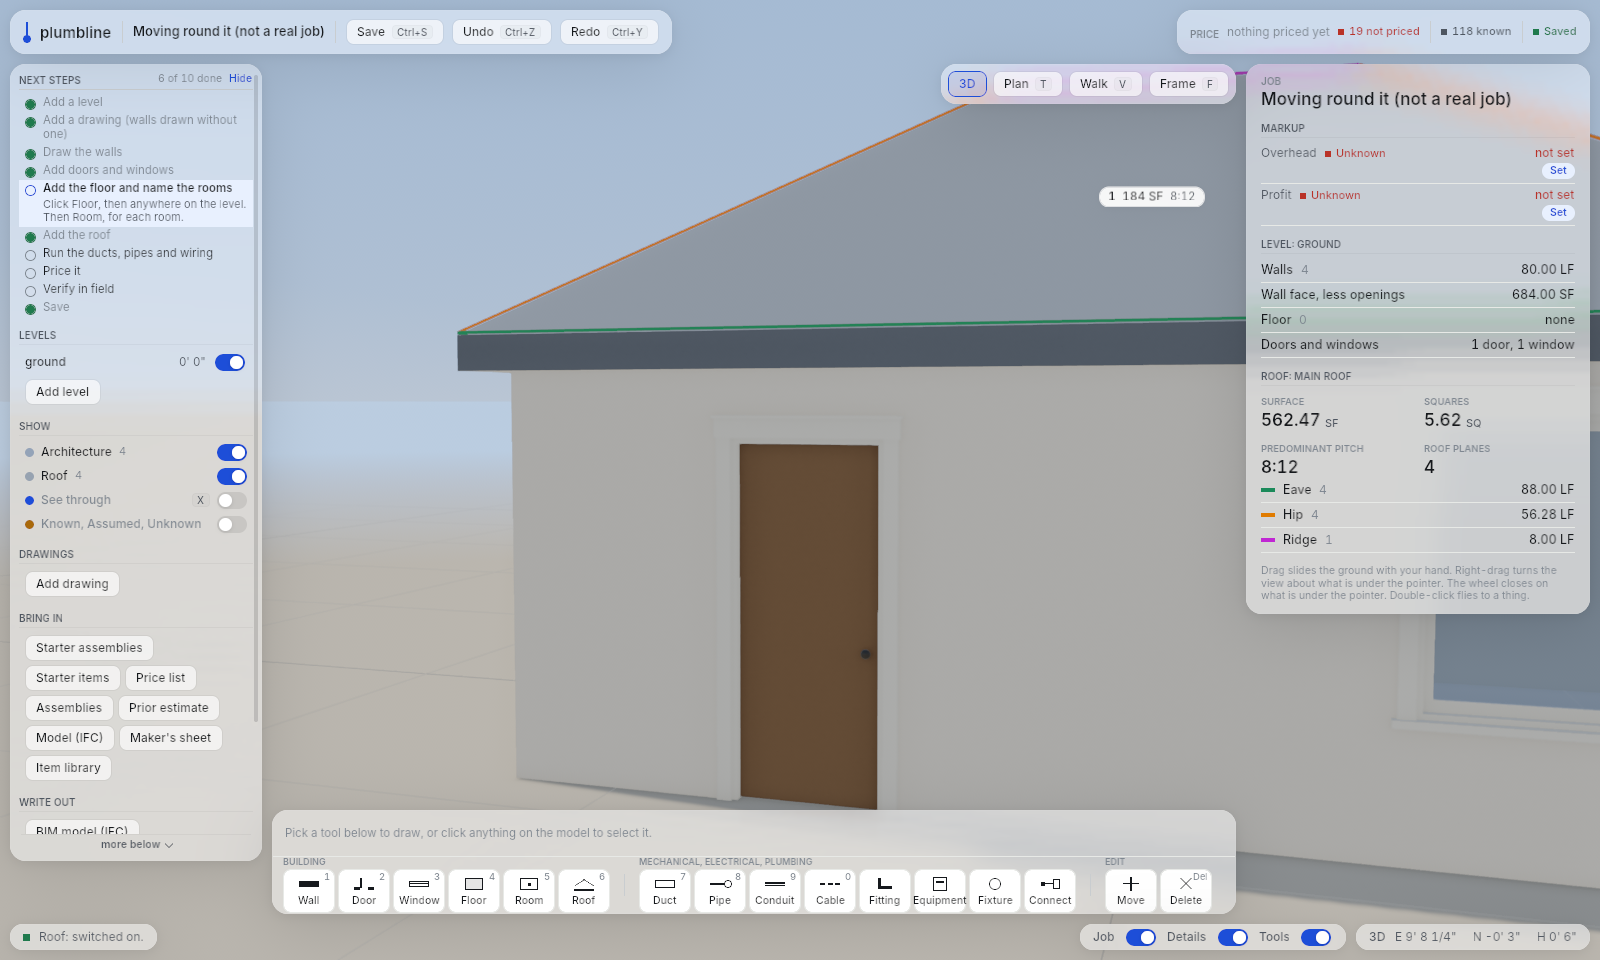 plumbline
Moving round it (not a real job)
Save Ctrl+S
Undo Ctrl+Z
Redo Ctrl+Y
PRICE nothing priced yet 19 not priced 118 known Saved
NEXT STEPS 6 of 10 done Hide
Add a level
Add a drawing (walls drawn without
one)
Draw the walls
Add doors and windows
Add the floor and name the rooms
Click Floor, then anywhere on the level.
Then Room, for each room.
Add the roof
Run the ducts, pipes and wiring
Price it
Verify in field
Save
LEVELS
ground 0' 0"
Add level
SHOW
Architecture 4
Roof 4
See through X
Known, Assumed, Unknown
DRAWINGS
Add drawing
BRING IN
Starter assemblies
Starter items Price list
Assemblies Prior estimate
Model (IFC) Maker's sheet
Item library
WRITE OUT
BIM model (IFC)
more below
Roof: switched on.
3D Plan T Walk V Frame F
1 184 SF 8:12
JOB
Moving round it (not a real job)
MARKUP
Overhead Unknown not set
Set
Profit Unknown not set
Set
LEVEL: GROUND
Walls 4 80.00 LF
Wall face, less openings 684.00 SF
Floor 0 none
Doors and windows 1 door, 1 window
ROOF: MAIN ROOF
SURFACE SQUARES
562.47 SF 5.62 SQ
PREDOMINANT PITCH ROOF PLANES
8:12 4
Eave 4 88.00 LF
Hip 4 56.28 LF
Ridge 1 8.00 LF
Drag slides the ground with your hand. Right-drag turns the
view about what is under the pointer. The wheel closes on
what is under the pointer. Double-click flies to a thing.
Pick a tool below to draw, or click anything on the model to select it.
BUILDING MECHANICAL, ELECTRICAL, PLUMBING EDIT
1 2 3 4 5 6 7 8 9 0 Del
Wall Door Window Floor Room Roof Duct Pipe Conduit Cable Fitting Equipment Fixture Connect Move Delete
Job Details Tools
3D E 9' 8 1/4" N -0' 3" H 0' 6"